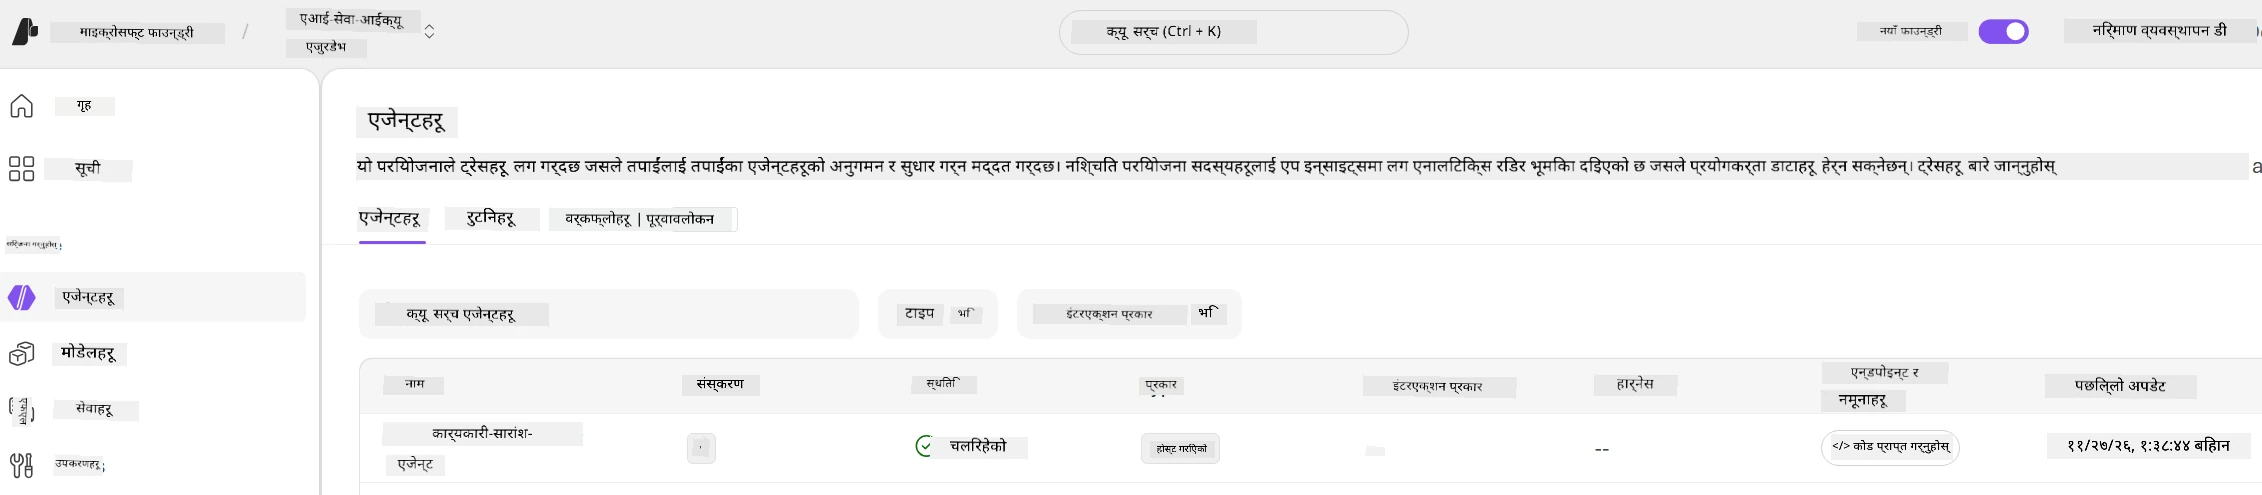 माइक्रोसफ्ट फाउन्ड्री
/
एआई-सेवा-आईक्यू
एजुरडेभ
क्यू सर्च (Ctrl + K)
नयाँ फाउन्ड्री
निर्माण व्यवस्थापन डी
गृह
सूची
सिर्जना गर्नुहोस्
एजेन्टहरू
मोडेलहरू
सेवाहरू
उपकरणहरू
एजेन्टहरू
यो परियोजनाले ट्रेसहरू लग गर्दछ जसले तपाईंलाई तपाईंका एजेन्टहरूको अनुगमन र सुधार गर्न मद्दत गर्दछ। निश्चित परियोजना सदस्यहरूलाई एप इन्साइट्समा लग एनालिटिक्स रिडर भूमिका दिइएको छ जसले प्रयोगकर्ता डाटाहरू हेर्न सक्नेछन्। ट्रेसहरू बारे जान्नुहोस्
एजेन्टहरू
रुटिनहरू
वर्कफ्लोहरू | पूर्वावलोकन
क्यू सर्च एजेन्टहरू
टाइप
भि
इंटरएक्शन प्रकार
भि
नाम
संस्करण
स्थिति
प्रकार
इंटरएक्शन प्रकार
हार्नेस
एन्डपोइन्ट र
नमूनाहरू
पछिल्लो अपडेट
कार्यकारी-सारांश-
एजेन्ट
चलिरहेको
होस्ट गरिएको
--
</> कोड प्राप्त गर्नुहोस्
११/२७/२६, १:३८:४४ बिहान